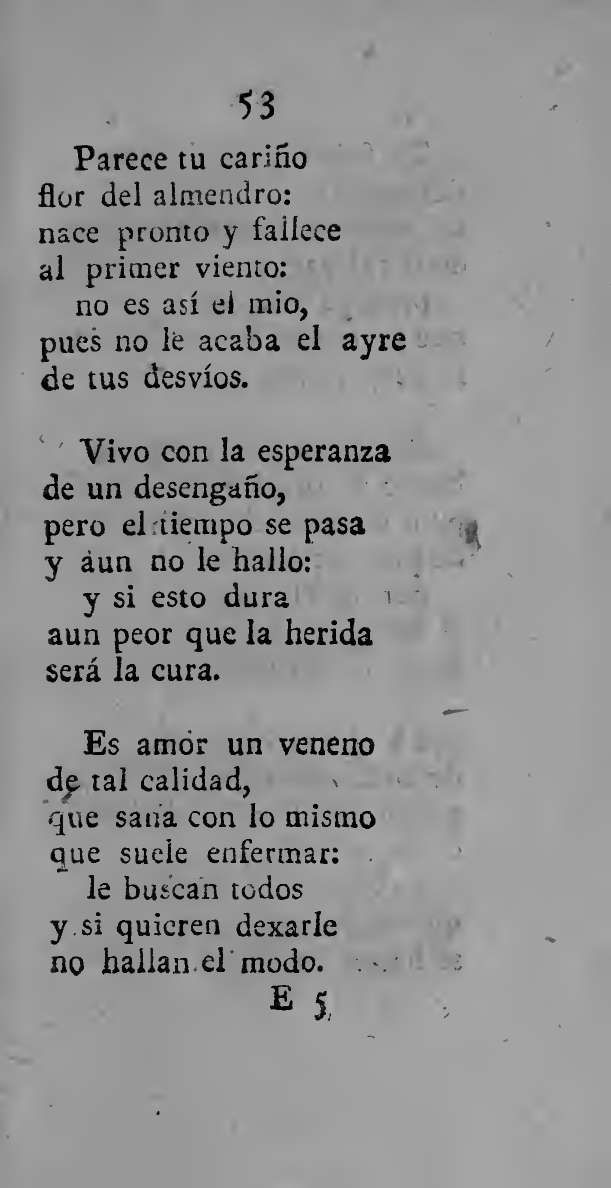 53
Parece tu cariño
flor del almendro:
nace pronto y fallece
al primer viento:
no es así el mio,
pues no le acaba el ayre
de tus desvíos.
Vivo con la esperanza
de un desengaño,
pero el tiempo se pasa
y aun no le hallo:
y si esto dura
aun peor que la herida
será la cura.
Es amor un veneno
de tal calidad,
que sana con lo mismo
que suele enfermar:
le buscan todos
y si quieren dexarle
no hallan el modo.
E 5